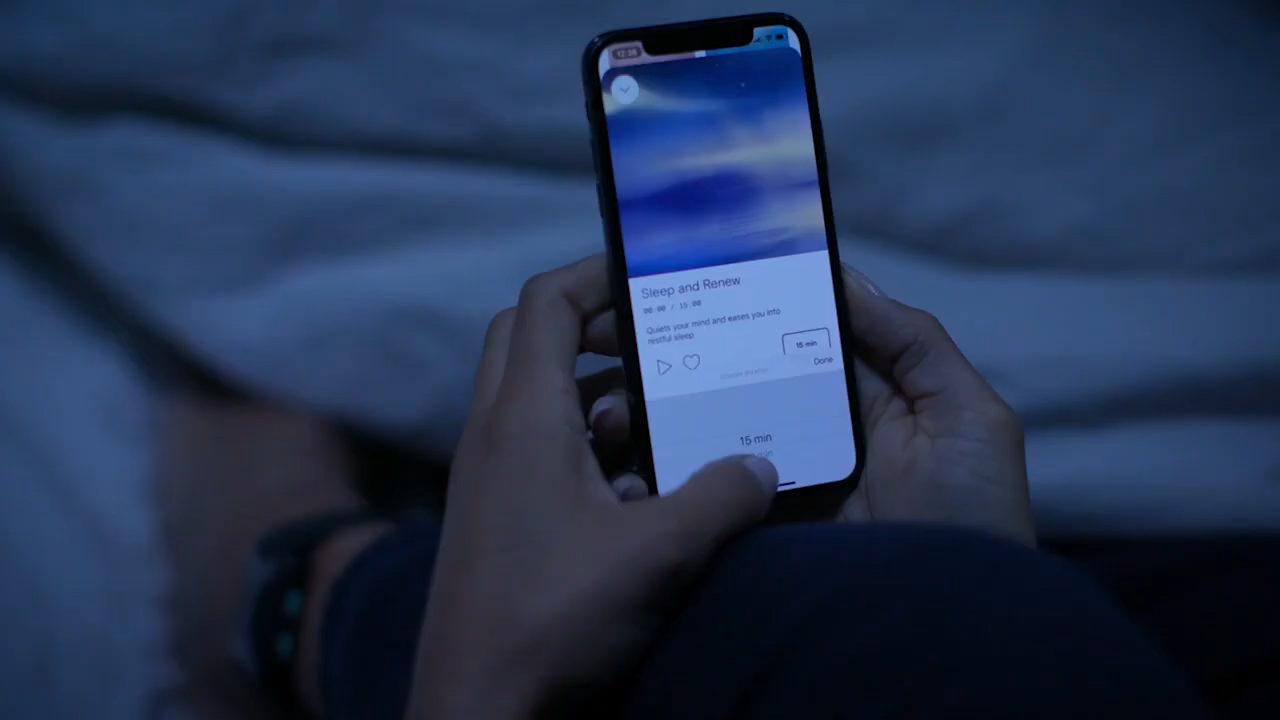 Sleep and Renew
00:00 / 15:00
Quiets your mind and eases you into
restful sleep
15 min
Done
15 min